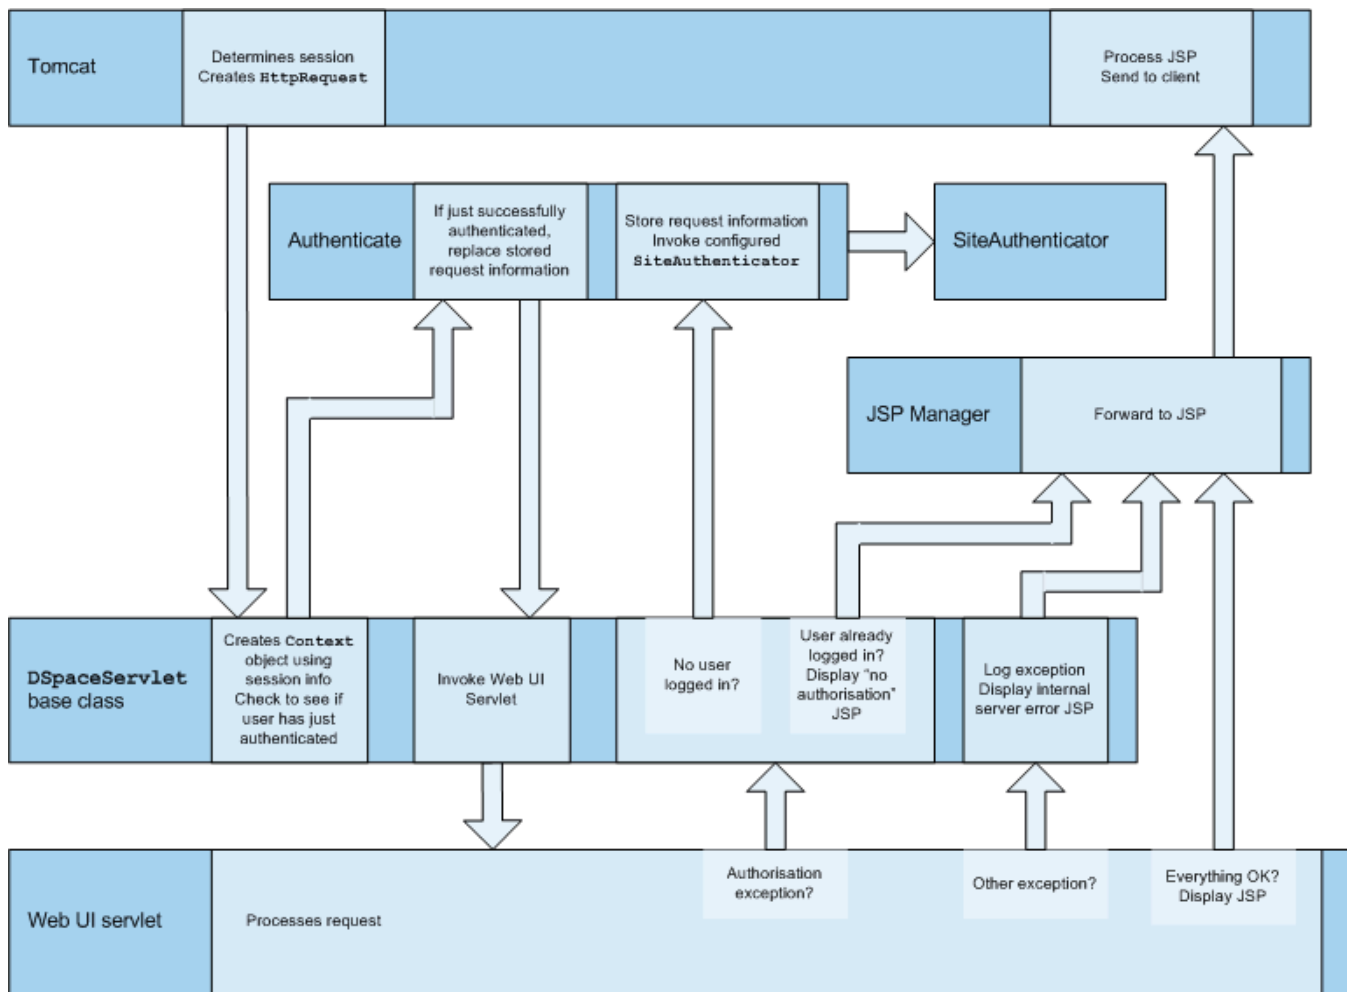 Tomcat
Determines session
Creates HttpRequest
Process JSP
Send to client
Authenticate
If just successfully
authenticated,
replace stored
request information
Store request information
Invoke configured
SiteAuthenticator
SiteAuthenticator
JSP Manager
Forward to JSP
DSpaceServlet
base class
Creates Context
object using
session info
Check to see if
user has just
authenticated
Invoke Web UI
Servlet
No user
logged in?
User already
logged in?
Display “no
authorisation”
JSP
Log exception
Display internal
server error JSP
Web UI servlet
Processes request
Authorisation
exception?
Other exception?
Everything OK?
Display JSP